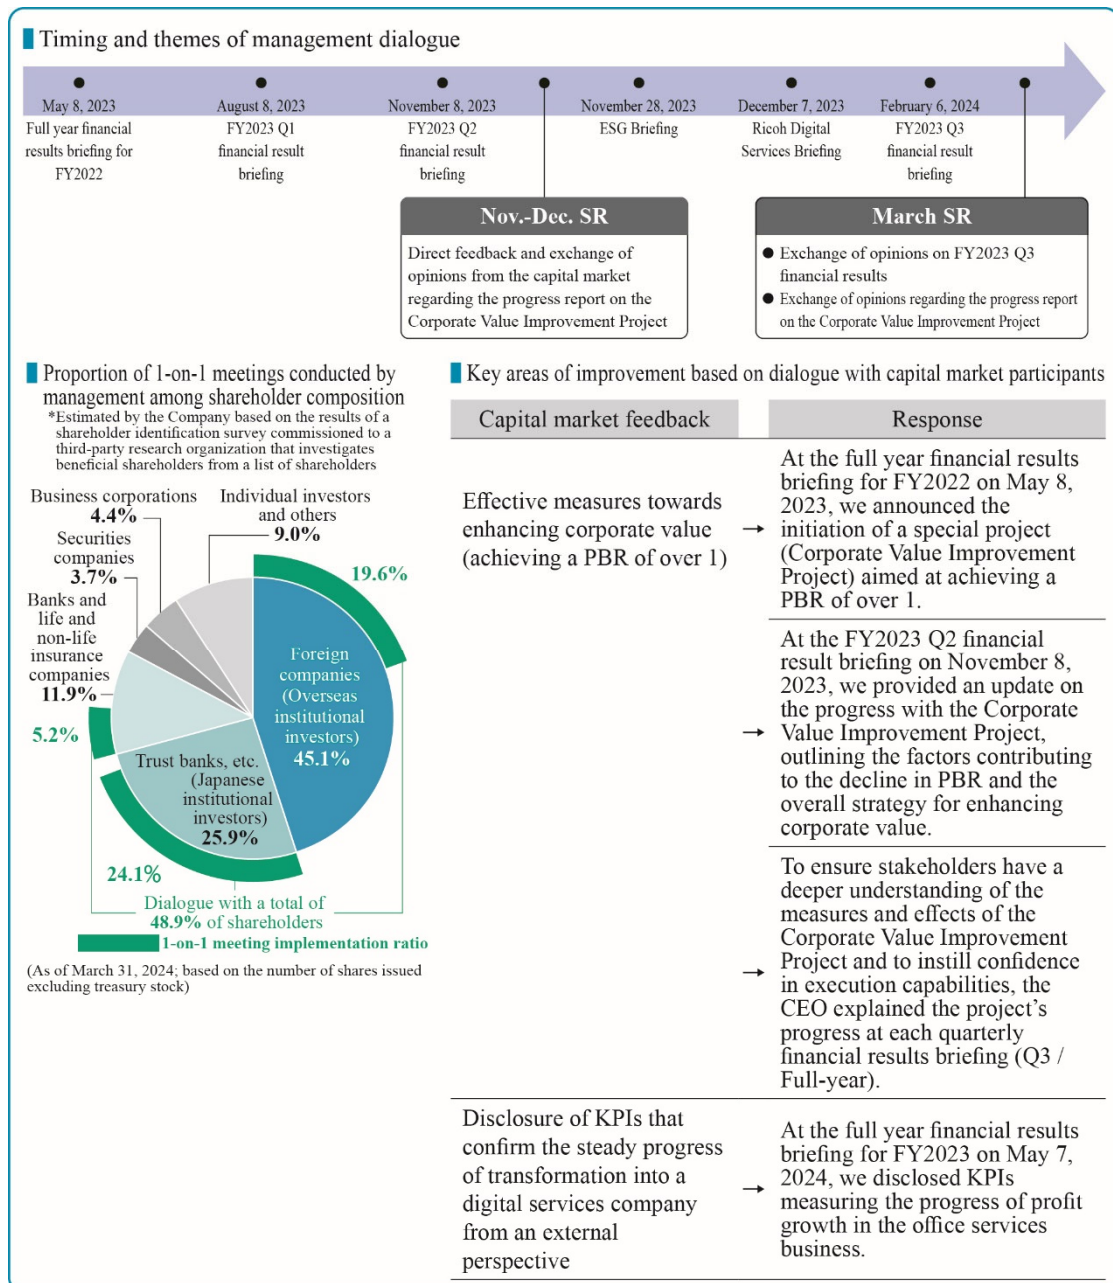 Timing and themes of management dialogue
May 8, 2023
Full year financial
results briefing for
FY2022
August 8, 2023
FY2023 Q1
financial result
briefing
November 8, 2023
FY2023 Q2
financial result
briefing
November 28, 2023
ESG Briefing
December 7, 2023
Ricoh Digital
Services Briefing
February 6, 2024
FY2023 Q3
financial result
briefing
Nov.-Dec. SR
Direct feedback and exchange of
opinions from the capital market
regarding the progress report on the
Corporate Value Improvement Project
March SR
● Exchange of opinions on FY2023 Q3
financial results
● Exchange of opinions regarding the progress report
on the Corporate Value Improvement Project
Proportion of 1-on-1 meetings conducted by
management among shareholder composition
*Estimated by the Company based on the results of a
shareholder identification survey commissioned to a
third-party research organization that investigates
beneficial shareholders from a list of shareholders
Business corporations
4.4%
Individual investors
and others
9.0%
Securities
companies
3.7%
19.6%
Banks and
life and
non-life
insurance
companies
11.9%
Foreign
companies
(Overseas
institutional
investors)
45.1%
5.2%
Trust banks, etc.
(Japanese
institutional
investors)
25.9%
24.1%
Dialogue with a total of
48.9% of shareholders
1-on-1 meeting implementation ratio
(As of March 31, 2024; based on the number of shares issued
excluding treasury stock)
Key areas of improvement based on dialogue with capital market participants
Capital market feedback
Response
Effective measures towards
enhancing corporate value
(achieving a PBR of over 1)
→
At the full year financial results
briefing for FY2022 on May 8,
2023, we announced the
initiation of a special project
(Corporate Value Improvement
Project) aimed at achieving a
PBR of over 1.
→
At the FY2023 Q2 financial
result briefing on November 8,
2023, we provided an update on
the progress with the Corporate
Value Improvement Project,
outlining the factors contributing
to the decline in PBR and the
overall strategy for enhancing
corporate value.
→
To ensure stakeholders have a
deeper understanding of the
measures and effects of the
Corporate Value Improvement
Project and to instill confidence
in execution capabilities, the
CEO explained the project's
progress at each quarterly
financial results briefing (Q3 /
Full-year).
Disclosure of KPIs that
confirm the steady progress
of transformation into a
digital services company
from an external
perspective
→
At the full year financial results
briefing for FY2023 on May 7,
2024, we disclosed KPIs
measuring the progress of profit
growth in the office services
business.